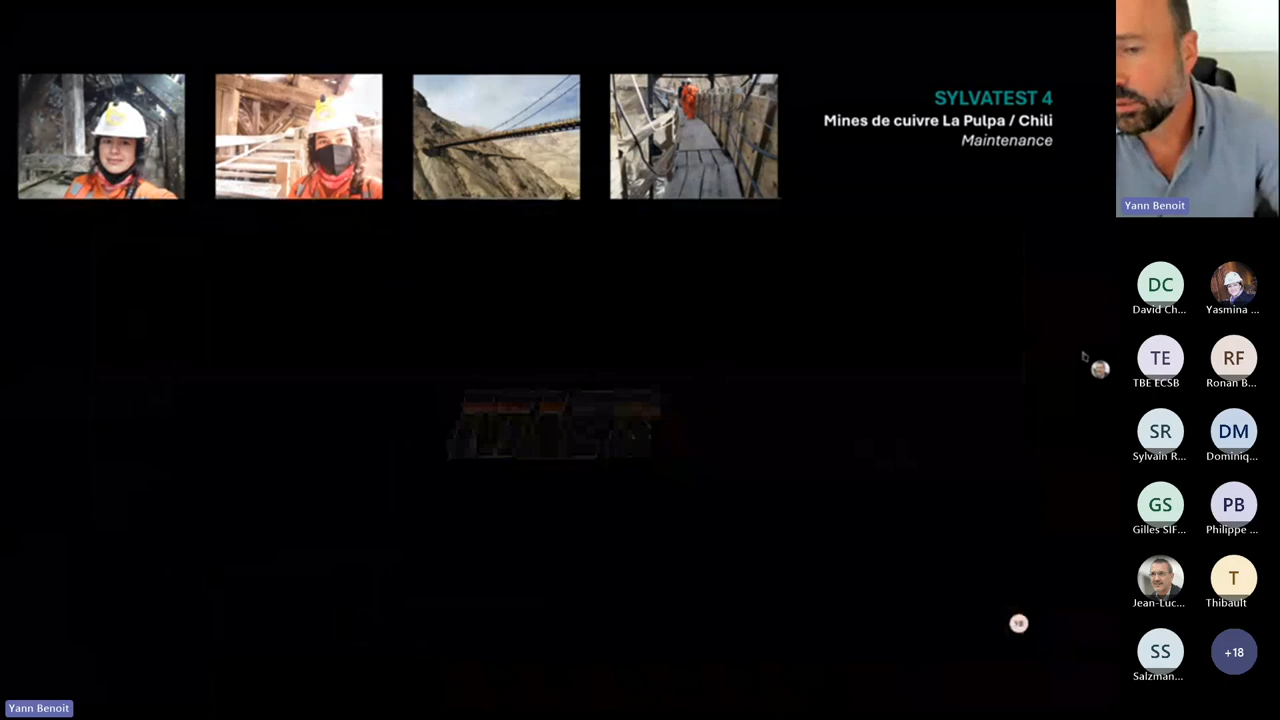 SYLVATEST 4
Mines de cuivre La Pulpa / Chili
Maintenance
Yann Benoit
DC
David Ch...
Yasmina ...
TE
TBE ECSB
RF
Ronan B...
SR
Sylvain R...
DM
Dominiq...
GS
Gilles SIF...
PB
Philippe ...
Jean-Luc...
T
Thibault
SS
Salzman...
+18
YB
Yann Benoit